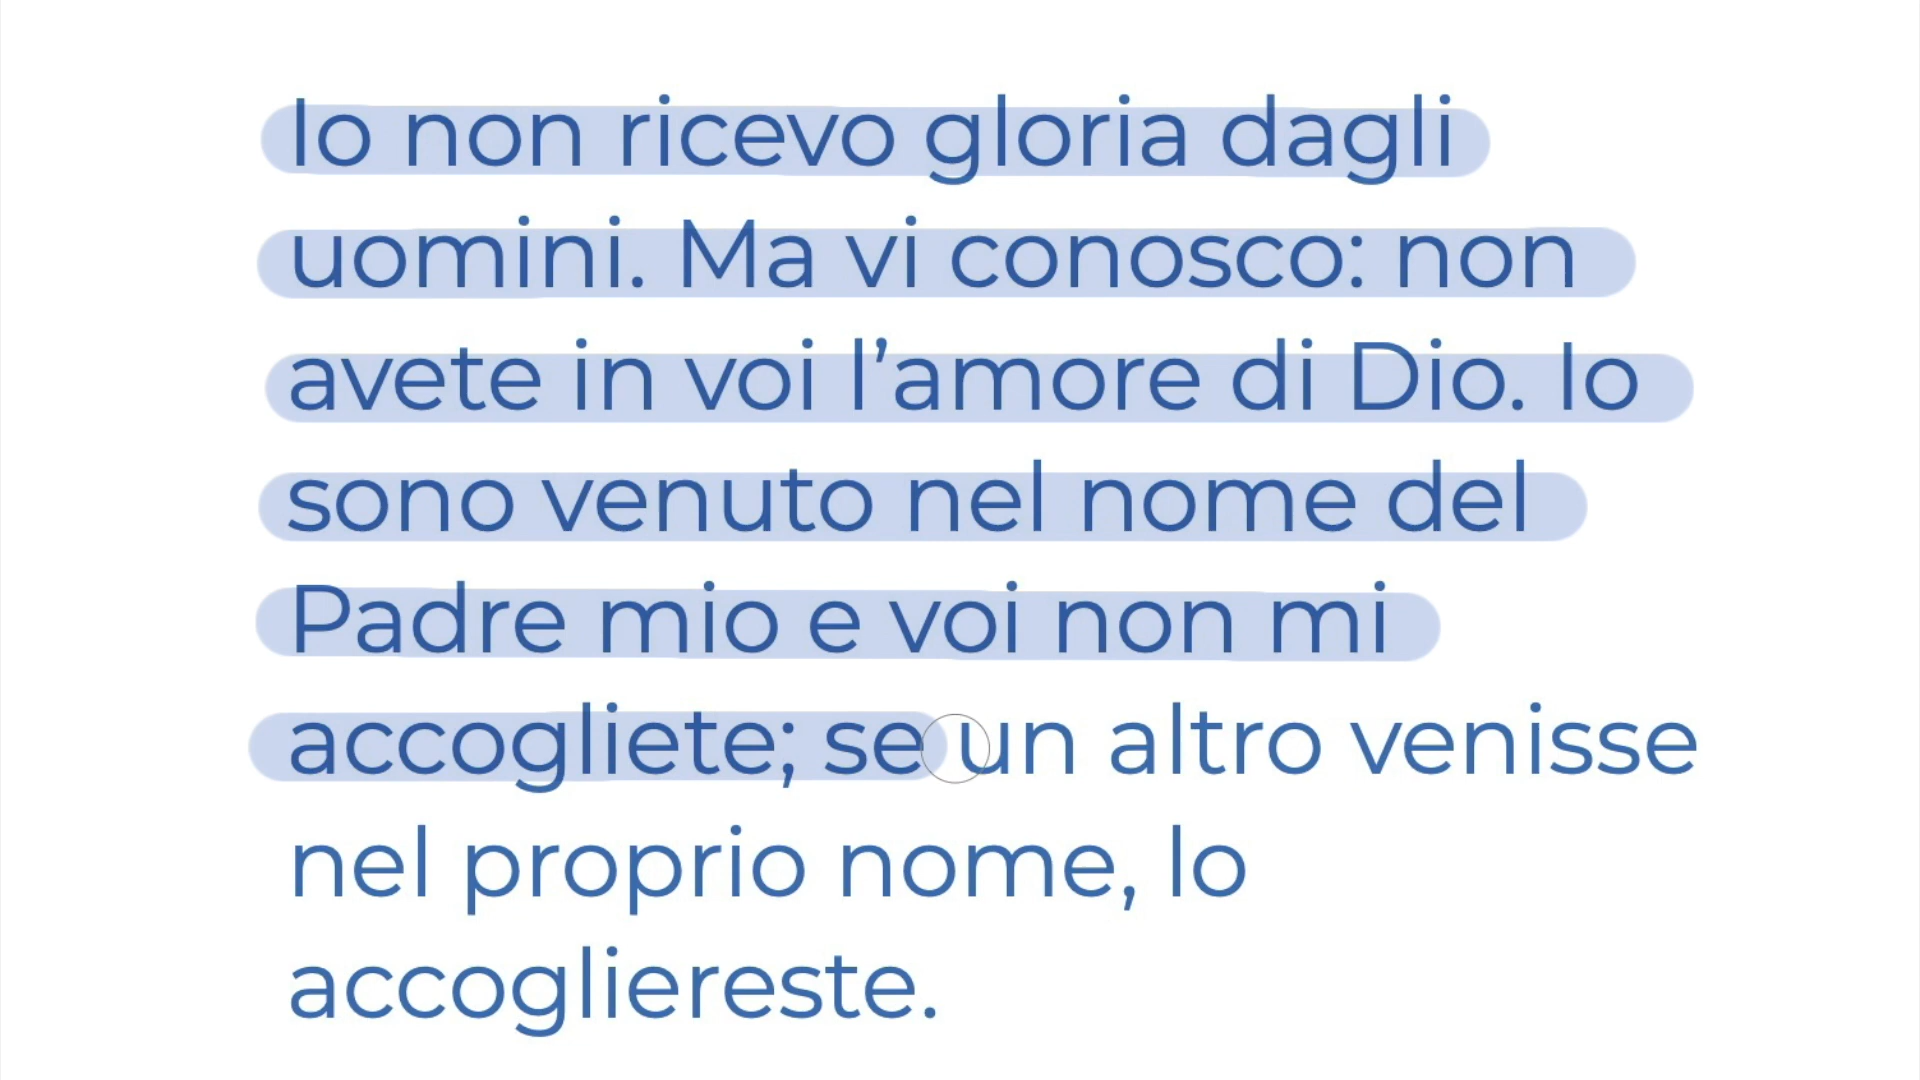 Io non ricevo gloria dagli
uomini. Ma vi conosco: non
avete in voi l’amore di Dio. Io
sono venuto nel nome del
Padre mio e voi non mi
accogliete; se un altro venisse
nel proprio nome, lo
accogliereste.